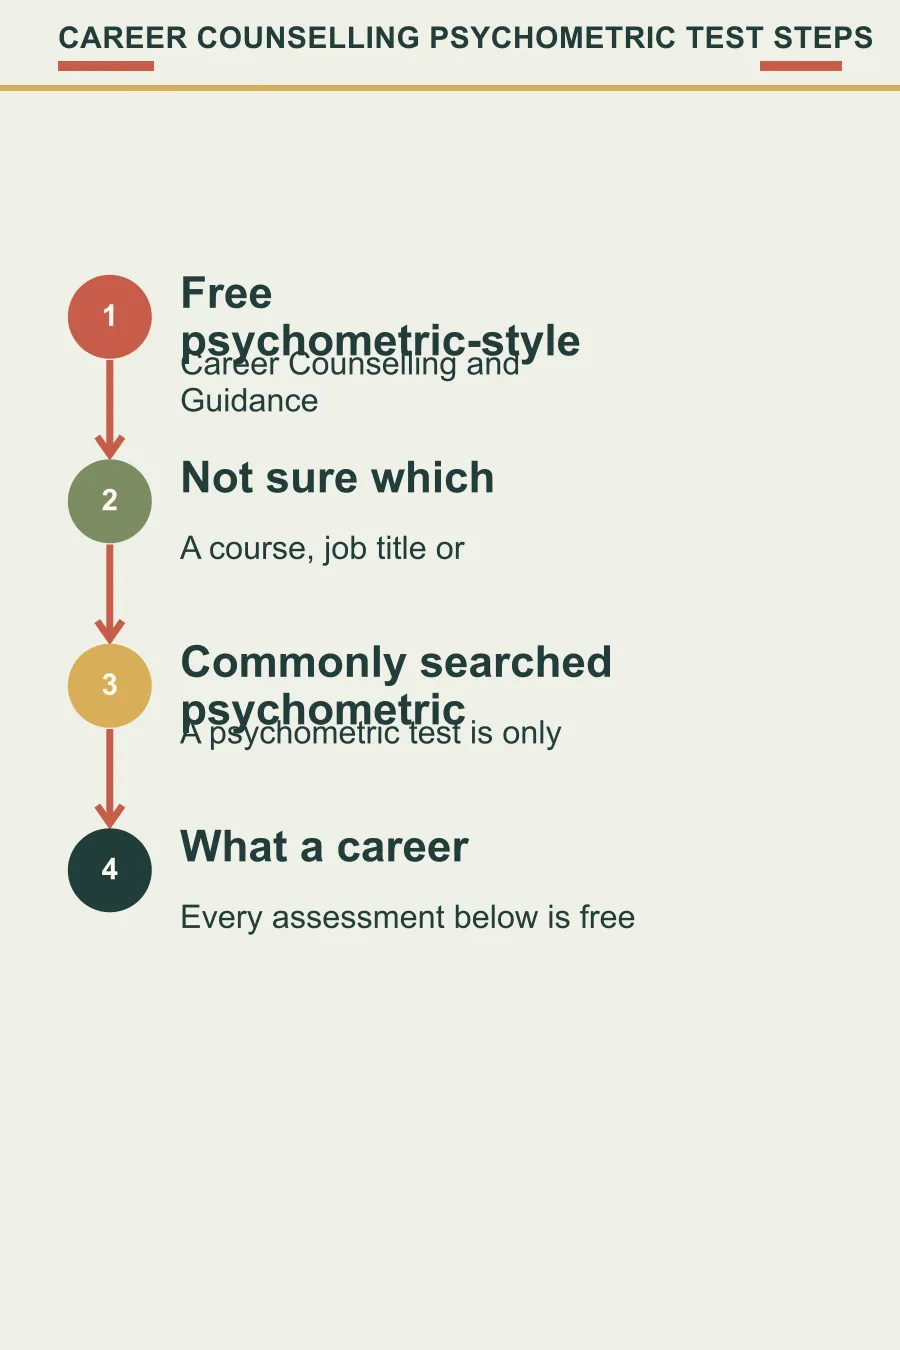 CAREER COUNSELLING PSYCHOMETRIC TEST STEPS
1
Free
psychometric-style
Career Counselling and
Guidance
2
Not sure which
A course, job title or
3
Commonly searched
psychometric
A psychometric test is only
4
What a career
Every assessment below is free